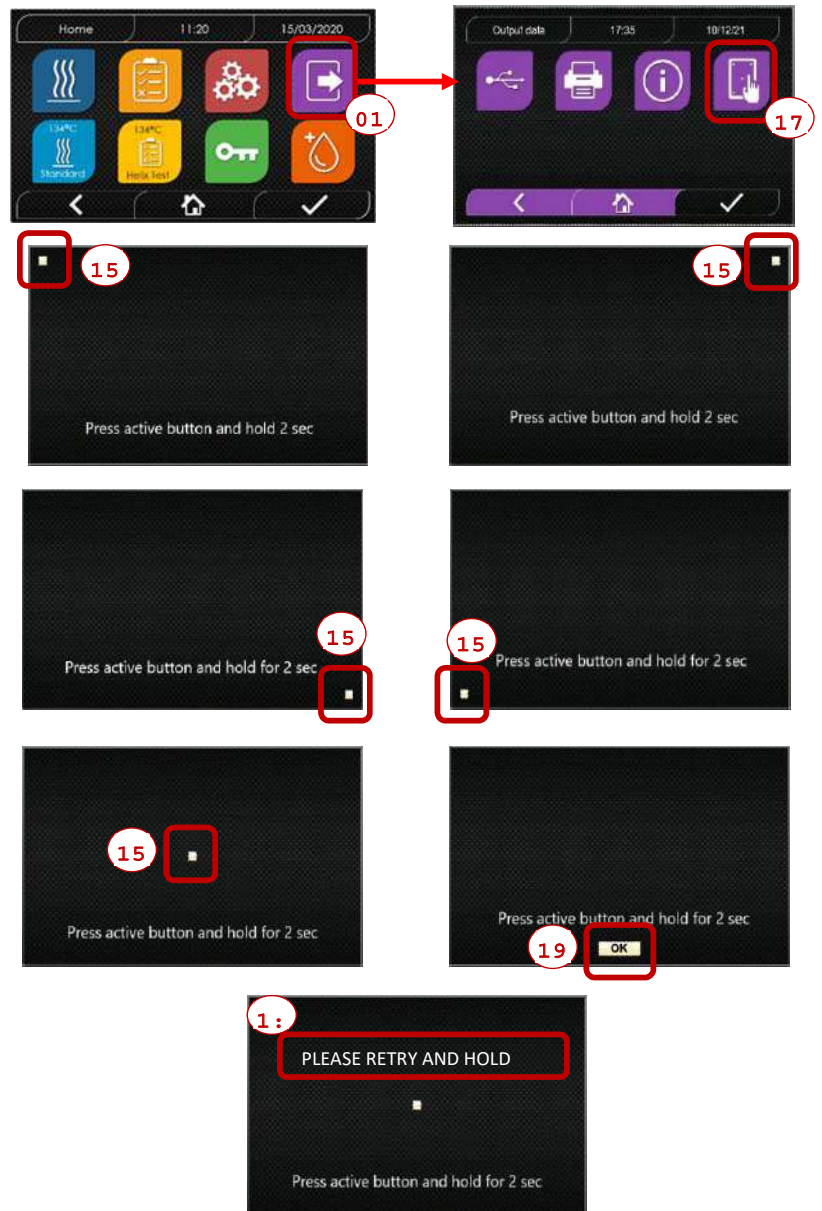 Home 11:20 15/03/2020
Output data 17:35 10/12/21
01
17
134°C 134°C
Standard Helix Test
15
15
Press active button and hold 2 sec
Press active button and hold 2 sec
15
15
Press active button and hold for 2 sec
Press active button and hold for 2 sec
15
Press active button and hold for 2 sec
Press active button and hold for 2 sec
19
OK
1:
PLEASE RETRY AND HOLD
Press active button and hold for 2 sec